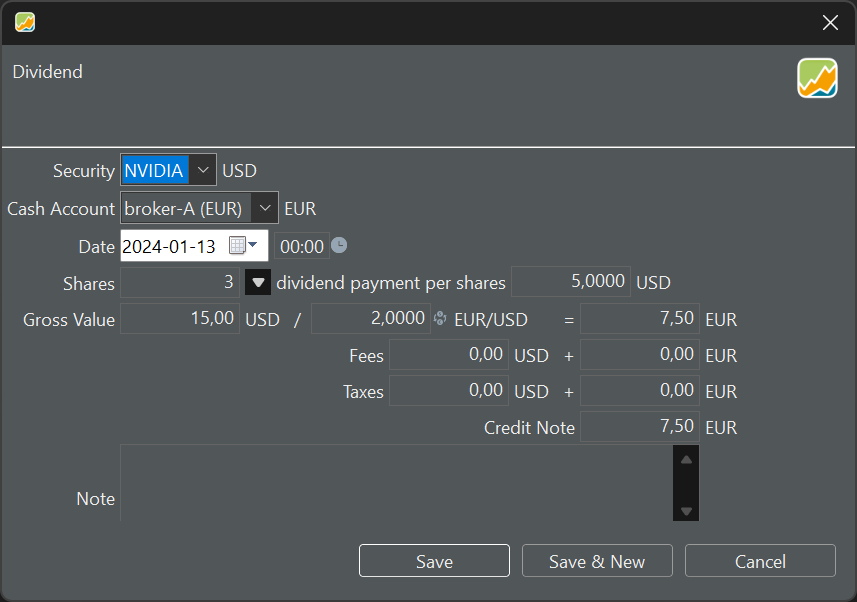 Dividend
Security NVIDIA USD
Cash Account broker-A (EUR) EUR
Date 2024-01-13 00:00
Shares 3 dividend payment per shares 5,0000 USD
Gross Value 15,00 USD / 2,0000 EUR/USD = 7,50 EUR
Fees 0,00 USD + 0,00 EUR
Taxes 0,00 USD + 0,00 EUR
Credit Note 7,50 EUR
Note
Save Save & New Cancel